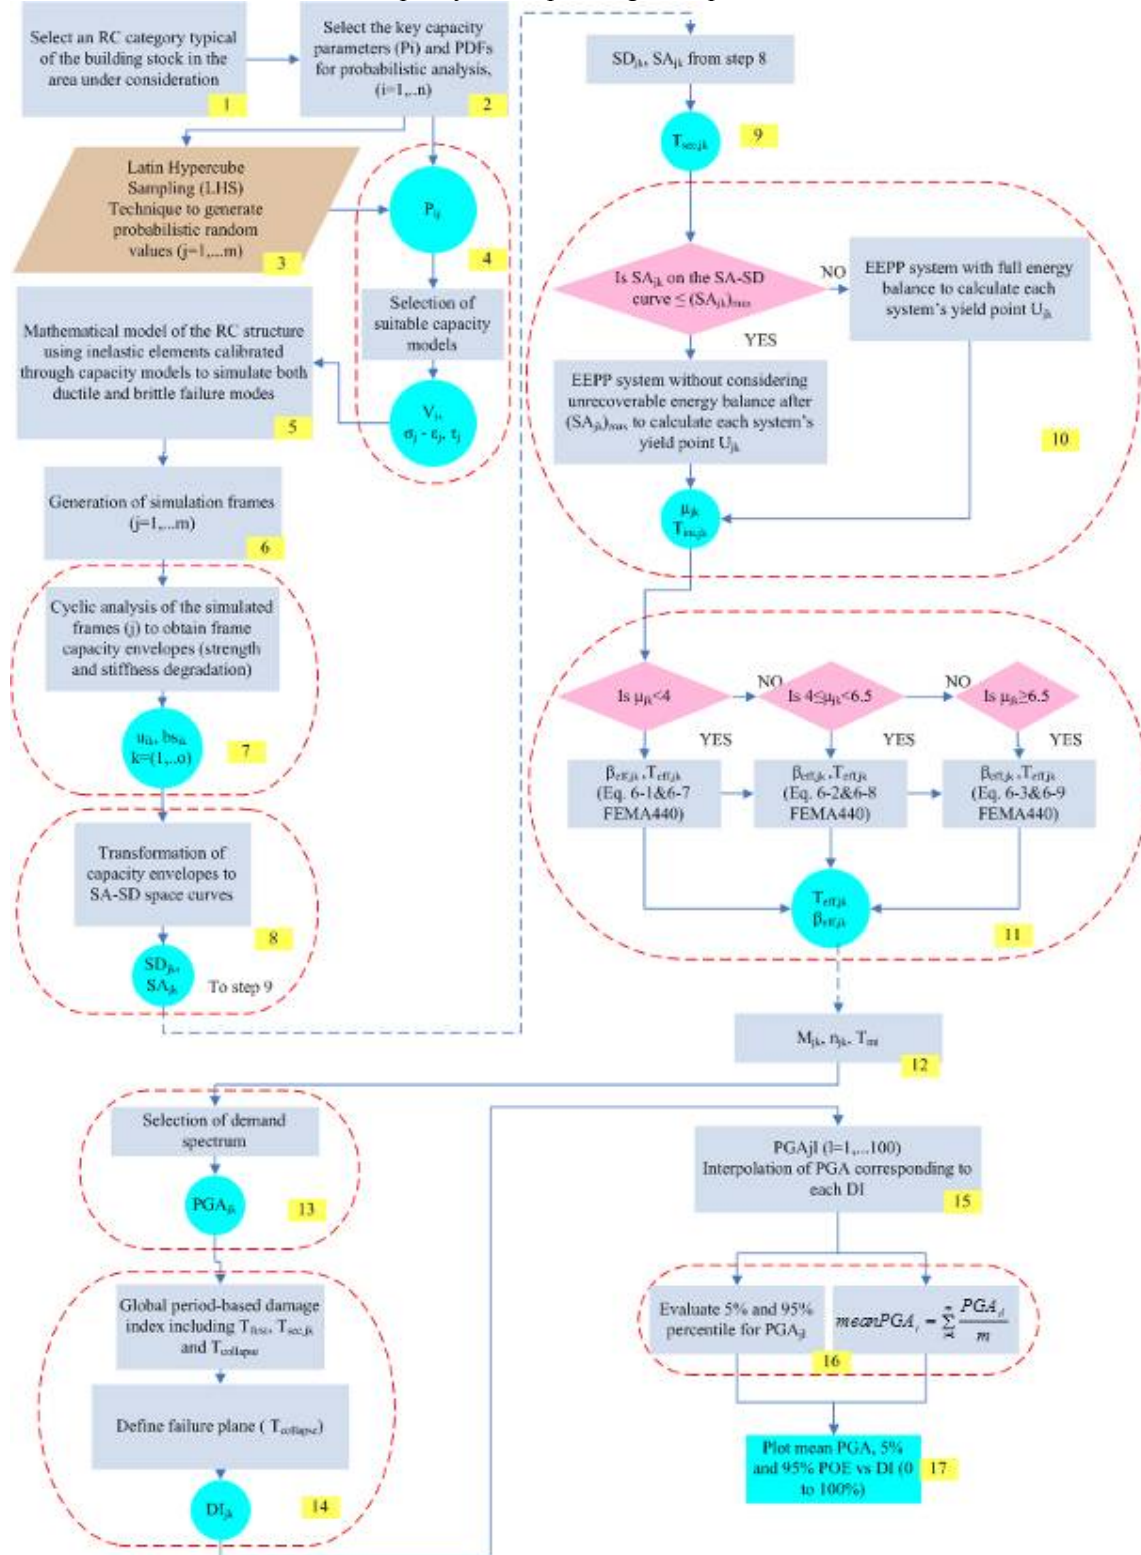 Select an RC category typical
of the building stock in the
area under consideration
1
Select the key capacity
parameters (Pi) and PDFs
for probabilistic analysis,
(i=1,..n)
2
Latin Hypercube
Sampling (LHS)
Technique to generate
probabilistic random
values (j=1,...m)
3
Pij
4
Selection of
suitable capacity
models
Vj,
σj - εj, τj
Mathematical model of the RC structure
using inelastic elements calibrated
through capacity models to simulate both
ductile and brittle failure modes
5
Generation of simulation frames
(j=1,...m)
6
Cyclic analysis of the simulated
frames (j) to obtain frame
capacity envelopes (strength
and stiffness degradation)
k=(1,..o)
7
Transformation of
capacity envelopes to
SA-SD space curves
8
SDjk,
SAjk
To step 9
SDjk, SAjk from step 8
Tsec,jk
9
Is SAjk on the SA-SD
curve ≤ (SAjk)max
NO
EEPP system with full energy
balance to calculate each
system's yield point Ujk
YES
EEPP system without considering
unrecoverable energy balance after
(SAjk)max to calculate each system's
yield point Ujk
10
μjk
Is μjk<4
NO
Is 4≤μjk<6.5
NO
Is μjk≥6.5
YES
YES
YES
βeff,jk ,Teff,jk
(Eq. 6-1&6-7
FEMA440)
βeff,jk ,Teff,jk
(Eq. 6-2&6-8
FEMA440)
βeff,jk ,Teff,jk
(Eq. 6-3&6-9
FEMA440)
Teff,jk
βeff,jk
11
Mjk, njk, Tmi
12
Selection of demand
spectrum
PGAjk
13
Global period-based damage
index including Tfirst, Tsec,jk
and Tcollapse
Define failure plane ( Tcollapse)
DIjk
14
PGAjl (l=1,...100)
Interpolation of PGA corresponding to
each DI
15
Evaluate 5% and 95%
percentile for PGAjl
16
Plot mean PGA, 5%
and 95% POE vs DI (0
to 100%)
17